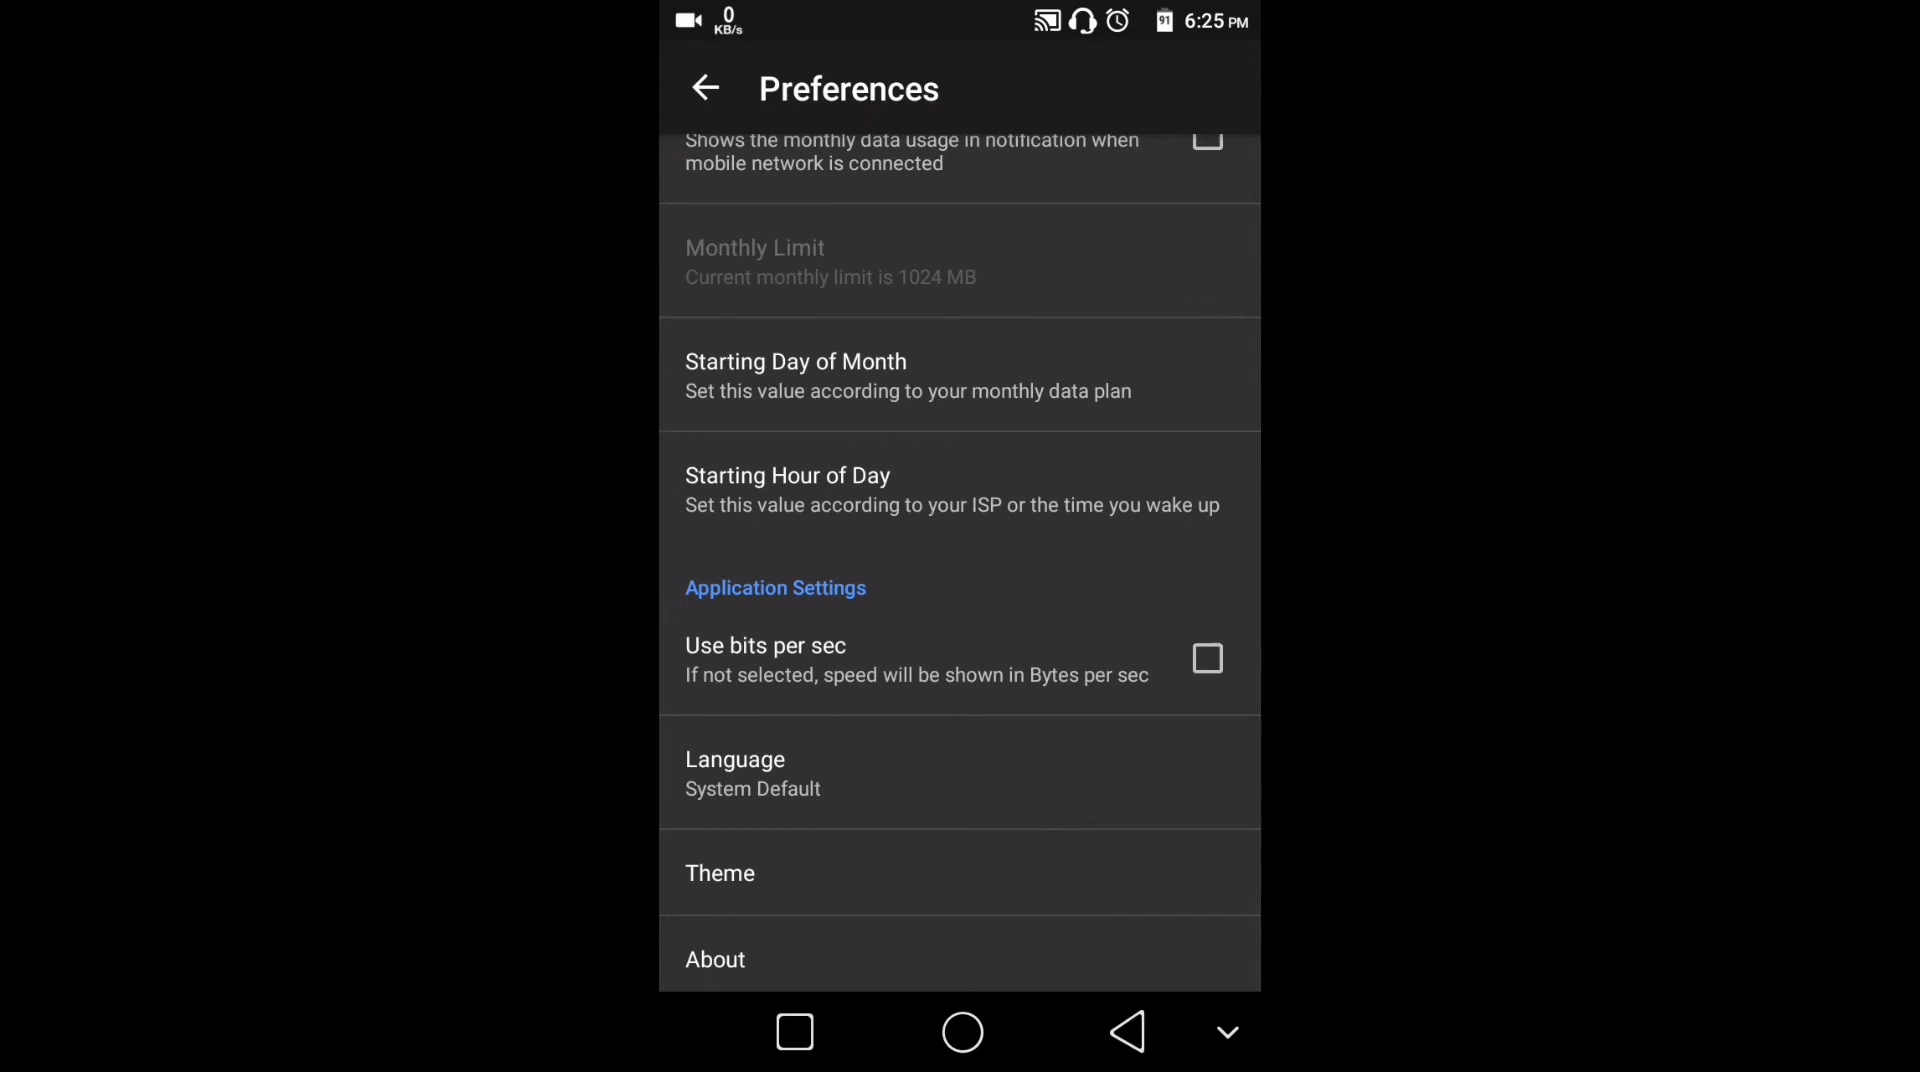 0
KB/s
91
6:25 PM
Preferences
Shows the monthly data usage in notification when
mobile network is connected
Monthly Limit
Current monthly limit is 1024 MB
Starting Day of Month
Set this value according to your monthly data plan
Starting Hour of Day
Set this value according to your ISP or the time you wake up
Application Settings
Use bits per sec
If not selected, speed will be shown in Bytes per sec
Language
System Default
Theme
About